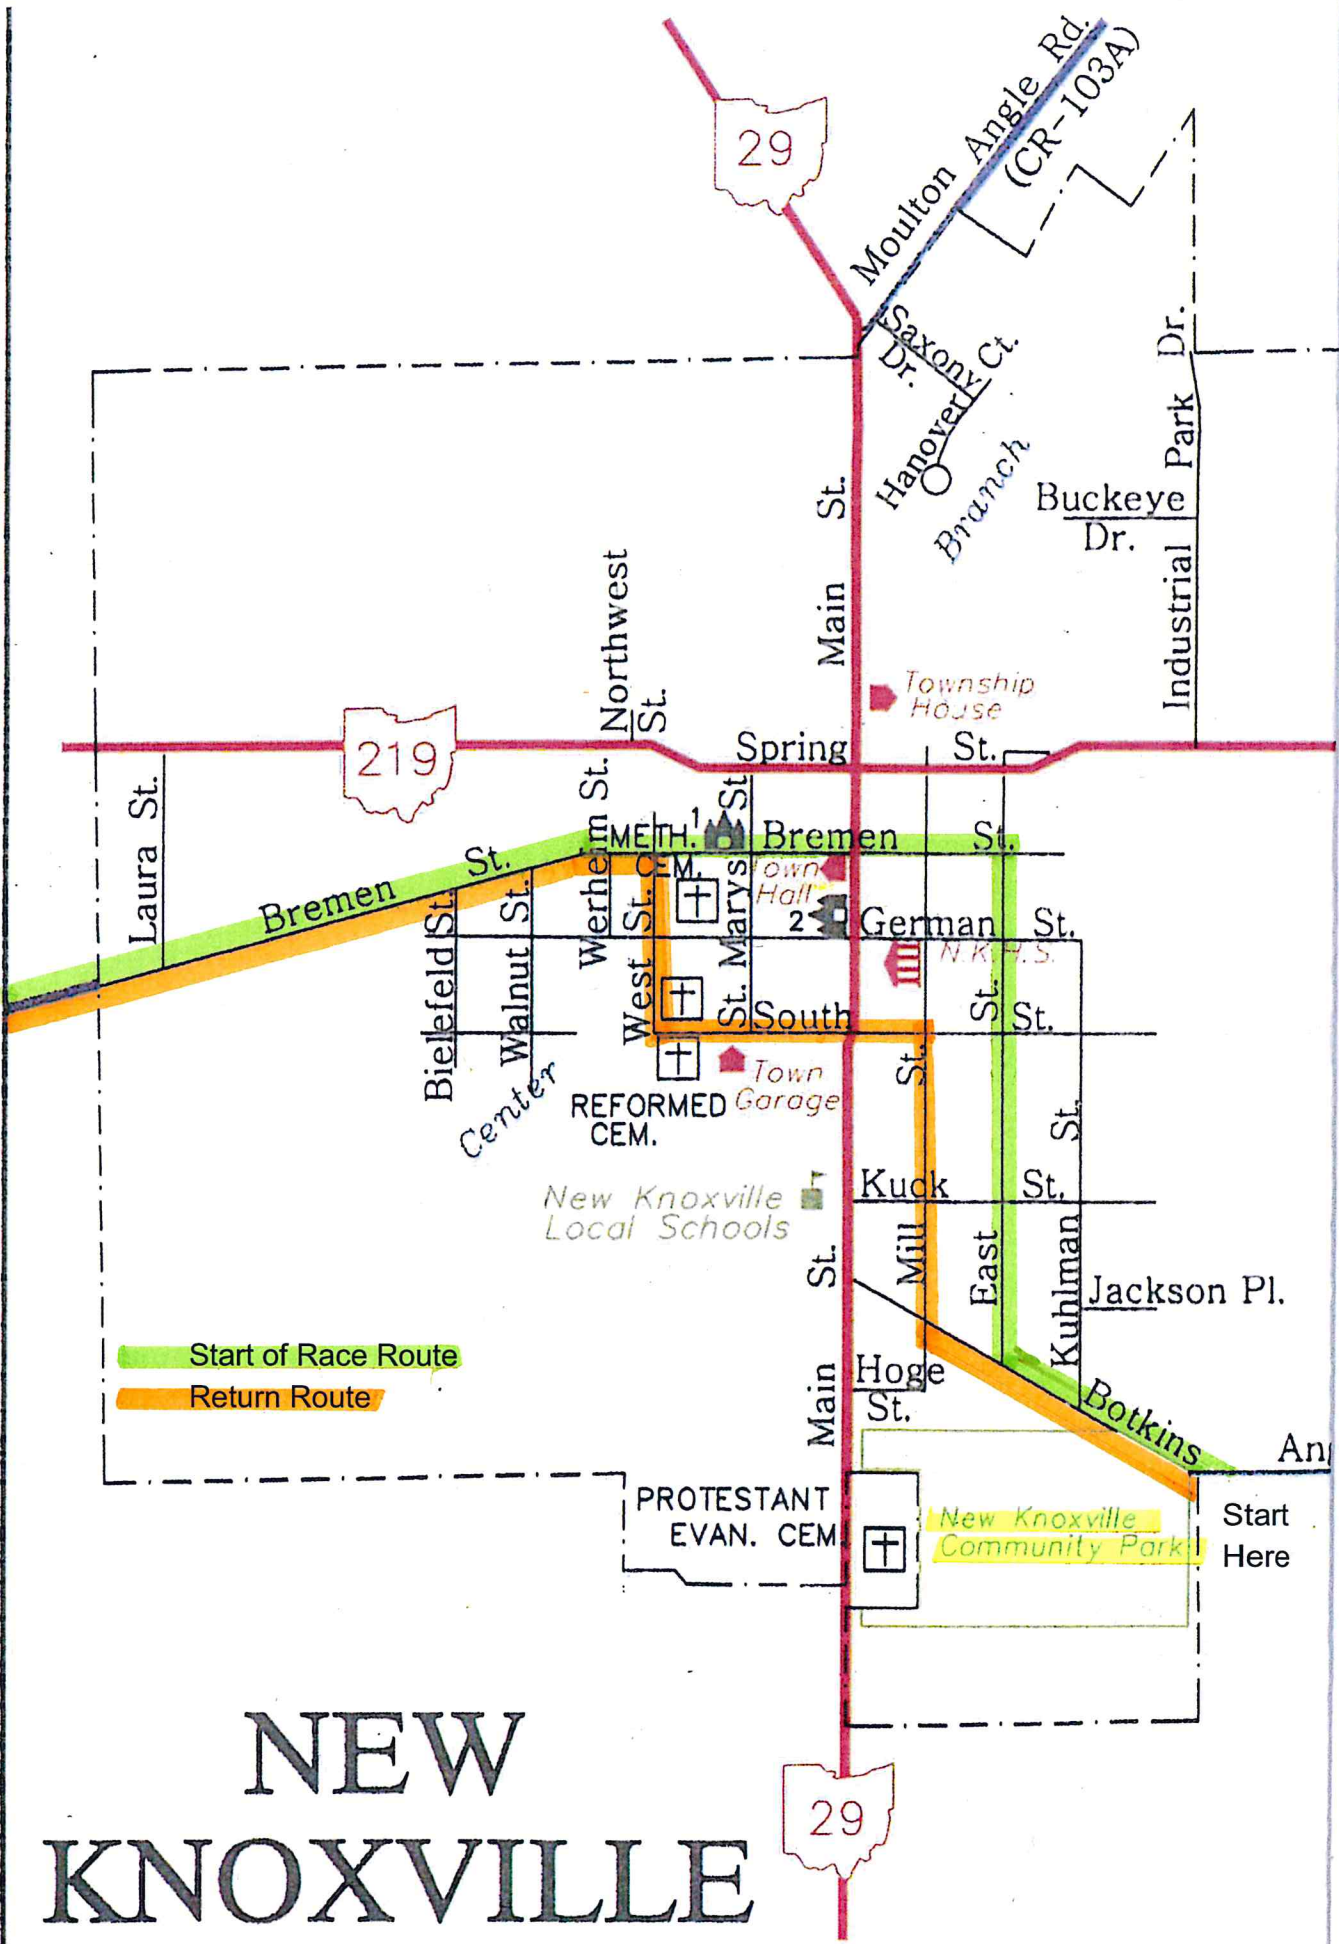 29
Moulton Angle Rd.
(CR-103A)
Saxony
Dr.
Hanover Ct.
Branch
Industrial Park Dr.
Buckeye
Dr.
Main St.
Northwest
St.
Township
House
219
Spring St.
Laura St.
Werheim St.
METH.
CEM.
1
St. Marys St.
Bremen St.
Bremen St.
Town
Hall
2
German St.
N.K.H.S.
Bielefeld St.
Walnut St.
West St.
South St.
Center
REFORMED
CEM.
Town
Garage
New Knoxville
Local Schools
Kuck St.
Mill St.
East St.
Kuhlman St.
Jackson Pl.
Main St.
Start of Race Route
Return Route
Hoge
St.
Botkins
PROTESTANT
EVAN. CEM
New Knoxville
Community Park
Start
Here
29
NEW
KNOXVILLE